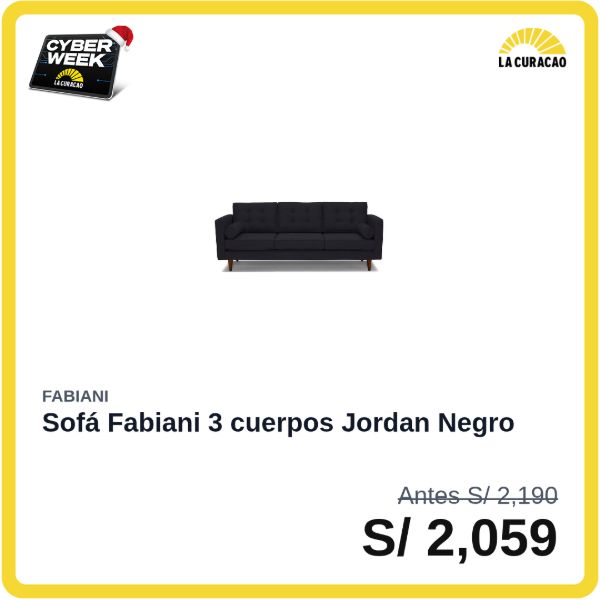 CYBER
WEEK
LA CURACAO
LA CURACAO
FABIANI
Sofá Fabiani 3 cuerpos Jordan Negro
Antes S/ 2,190
S/ 2,059